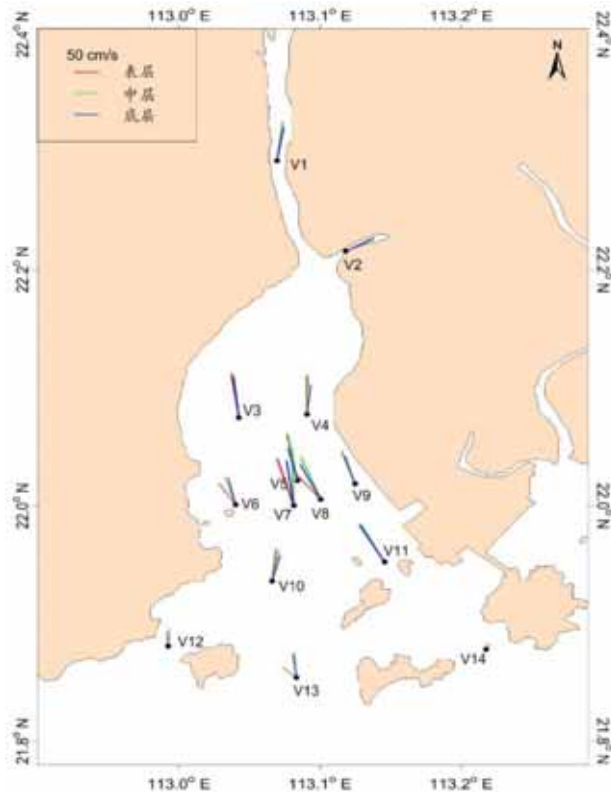 113.0° E
113.1° E
113.2° E
22.4° N
22.4° N
50 cm/s
表层
中层
底层
N
V1
V2
22.2° N
22.2° N
V3
V4
V5
V6
V7
V8
V9
22.0° N
22.0° N
V10
V11
V12
V13
V14
21.8° N
21.8° N
113.0° E
113.1° E
113.2° E